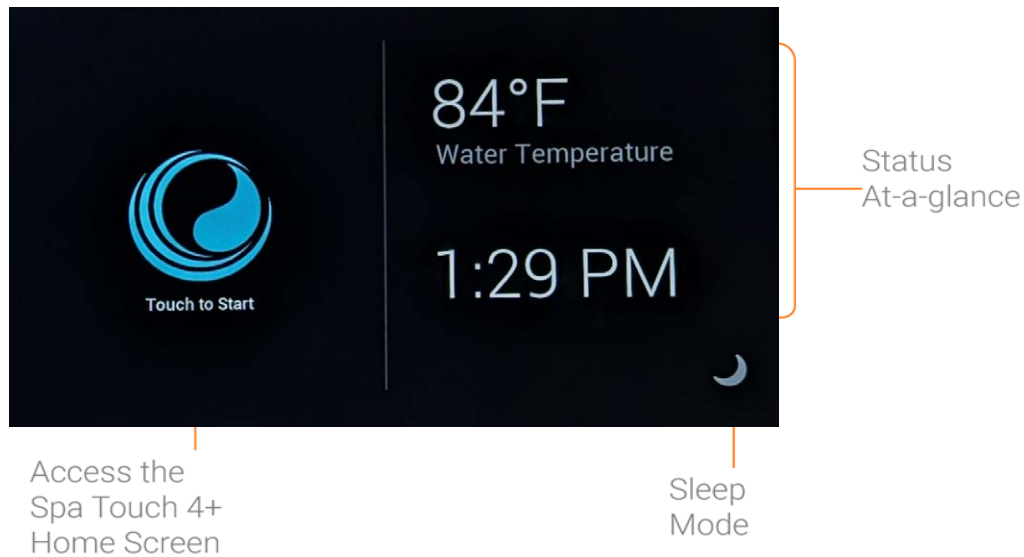 84°F
Water Temperature
Status
At-a-glance
1:29 PM
Touch to Start
Access the
Spa Touch 4+
Home Screen
Sleep
Mode